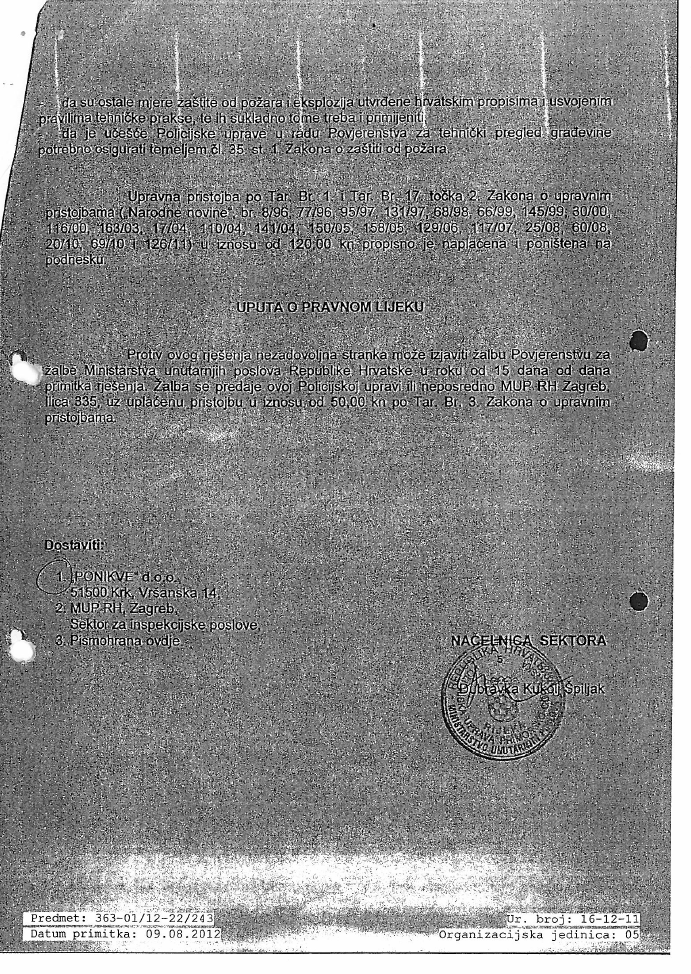 - da su ostale mjere zaštite od požara i eksplozija utvrđene hrvatskim propisima i usvojenim
pravilima tehničke prakse, te ih sukladno tome treba i primijeniti,
- da je učešće Policijske uprave u radu Povjerenstva za tehnički pregled građevine
potrebno osigurati temeljem čl. 35. st. 1. Zakona o zaštiti od požara.
Upravna pristojba po Tar. Br. 1. i Tar. Br. 17. točka 2. Zakona o upravnim
pristojbama („Narodne novine“, br. 8/96, 77/96, 95/97, 131/97, 68/98, 66/99, 145/99, 30/00,
116/00, 163/03, 17/04, 110/04, 141/04, 150/05, 158/05, 129/06, 117/07, 25/08, 60/08,
20/10, 69/10 i 126/11) u iznosu od 120,00 kn propisno je naplaćena i poništena na
podnesku.
UPUTA O PRAVNOM LIJEKU
Protiv ovog rješenja nezadovoljna stranka može izjaviti žalbu Povjerenstvu za
žalbe Ministarstva unutarnjih poslova Republike Hrvatske u roku od 15 dana od dana
primitka rješenja. Žalba se predaje ovoj Policijskoj upravi ili neposredno MUP RH Zagreb,
Ilica 335, uz uplaćenu pristojbu u iznosu od 50,00 kn po Tar. Br. 3. Zakona o upravnim
pristojbama.
Dostaviti:
1. "PONIKVE" d.o.o.,
51500 Krk, Vršanska 14,
2. MUP RH, Zagreb,
Sektor za inspekcijske poslove,
3. Pismohrana ovdje
NAČELNICA SEKTORA
REPUBLIKA HRVATSKA
5
Dubravka Kukolj Špiljak
RIJEKA
Predmet: 363-01/12-22/243
Ur. broj: 16-12-11
Datum primitka: 09.08.2012
Organizacijska jedinica: 05